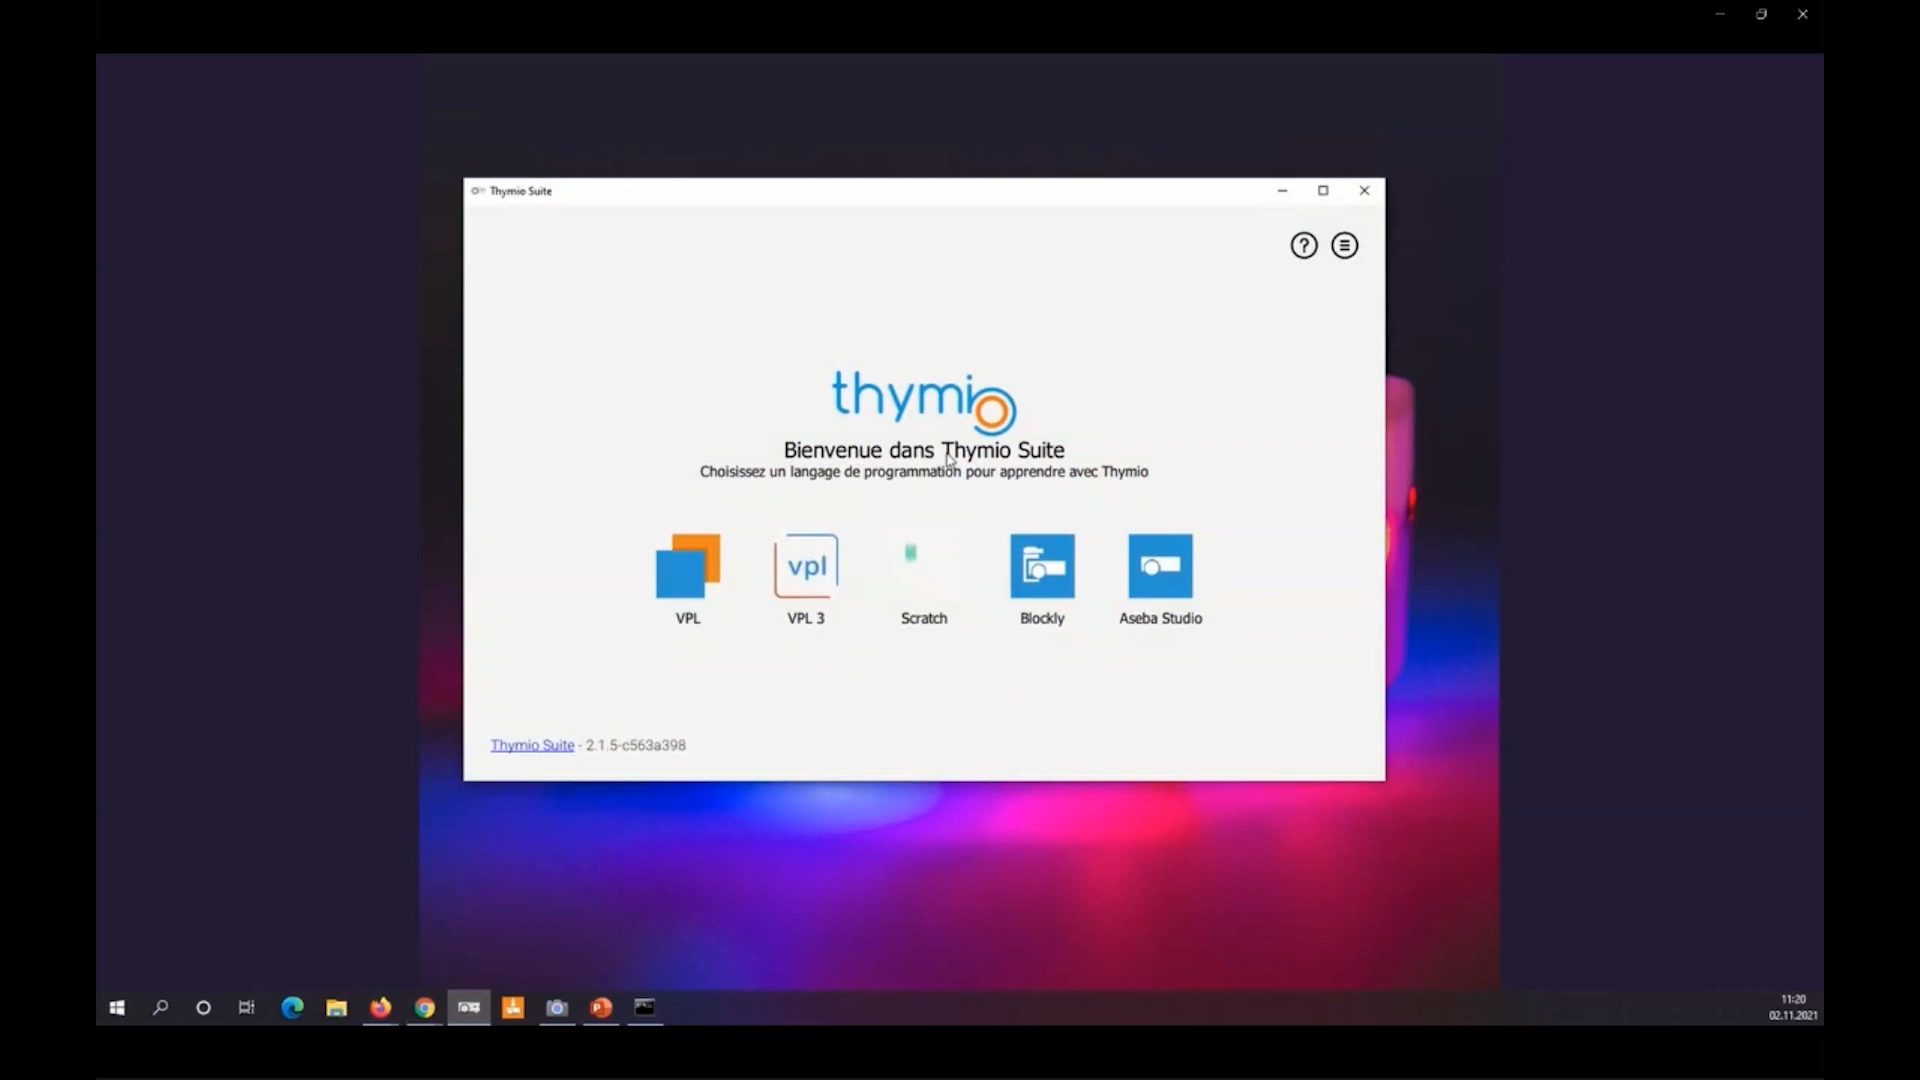 Thymio Suite
?
thymio
Bienvenue dans Thymio Suite
Choisissez un langage de programmation pour apprendre avec Thymio
vpl
VPL
VPL 3
Scratch
Blockly
Aseba Studio
Thymio Suite - 2.1.5-c563a398
P
11:20
02.11.2021